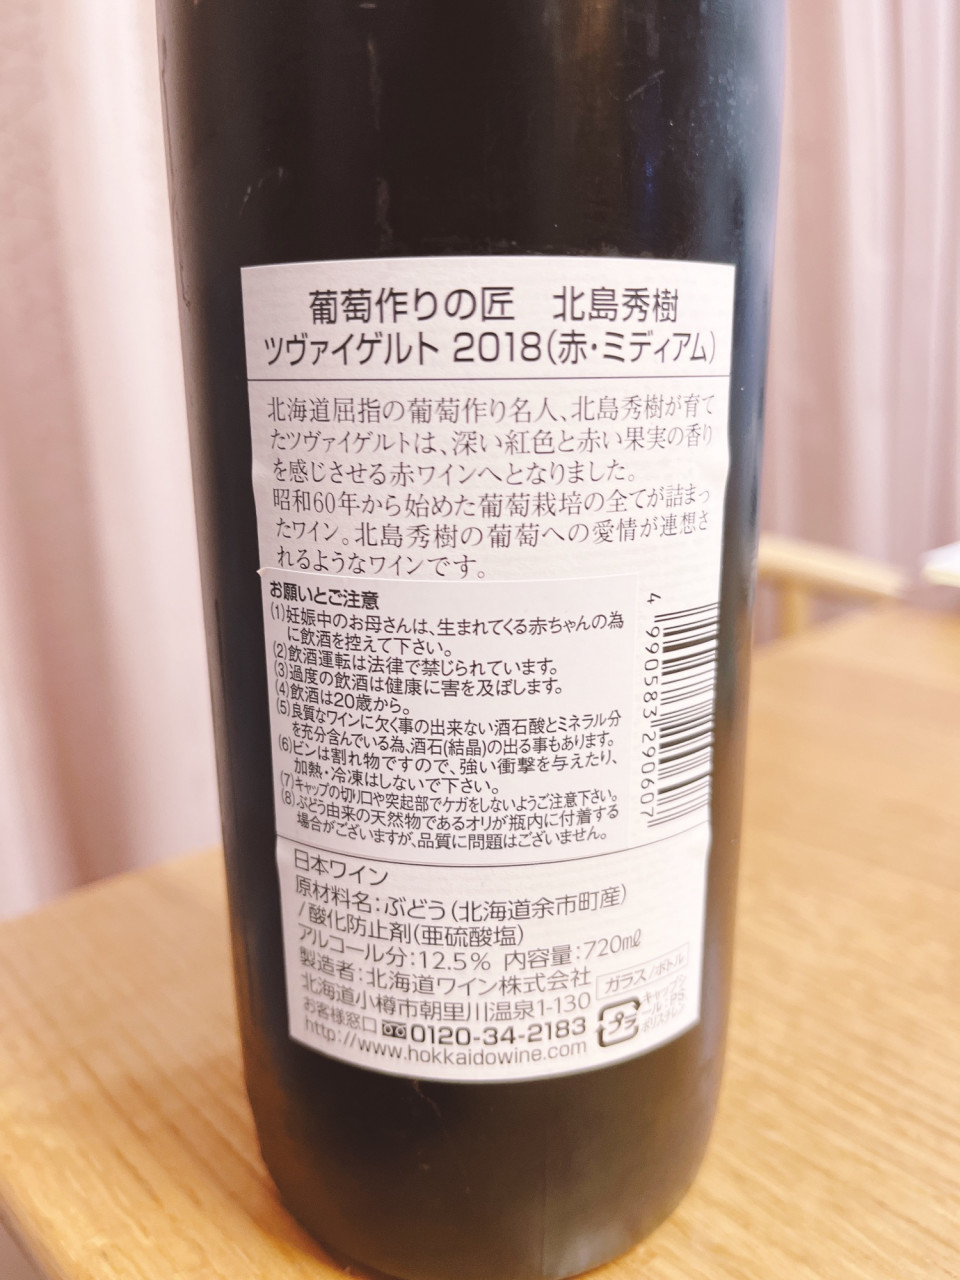 葡萄作りの匠　北島秀樹
ツヴァイゲルト 2018(赤・ミディアム)
北海道屈指の葡萄作り名人、北島秀樹が育て
たツヴァイゲルトは、深い紅色と赤い果実の香り
を感じさせる赤ワインへとなりました。
昭和60年から始めた葡萄栽培の全てが詰まっ
たワイン。北島秀樹の葡萄への愛情が連想さ
れるようなワインです。
お願いとご注意
(1)妊娠中のお母さんは、生まれてくる赤ちゃんの為
に飲酒を控えて下さい。
(2)飲酒運転は法律で禁じられています。
(3)過度の飲酒は健康に害を及ぼします。
(4)飲酒は20歳から。
(5)良質なワインに欠く事の出来ない酒石酸とミネラル分
を充分含んでいる為、酒石(結晶)の出る事もあります。
(6)ビンは割れ物ですので、強い衝撃を与えたり、
加熱・冷凍はしないで下さい。
(7)キャップの切り口や突起部でケガをしないようご注意下さい。
(8)ぶどう由来の天然物であるオリが瓶内に付着する
場合がございますが、品質に問題はございません。
4 990583 290607
日本ワイン
原材料名:ぶどう(北海道余市町産)
/酸化防止剤(亜硫酸塩)
アルコール分:12.5% 内容量:720㎖
製造者:北海道ワイン株式会社
北海道小樽市朝里川温泉1-130
お客様窓口 0120-34-2183
http://www.hokkaidowine.com
ガラス/ボトル
プラ
キャップシ
ール:PS
ポリスチレン